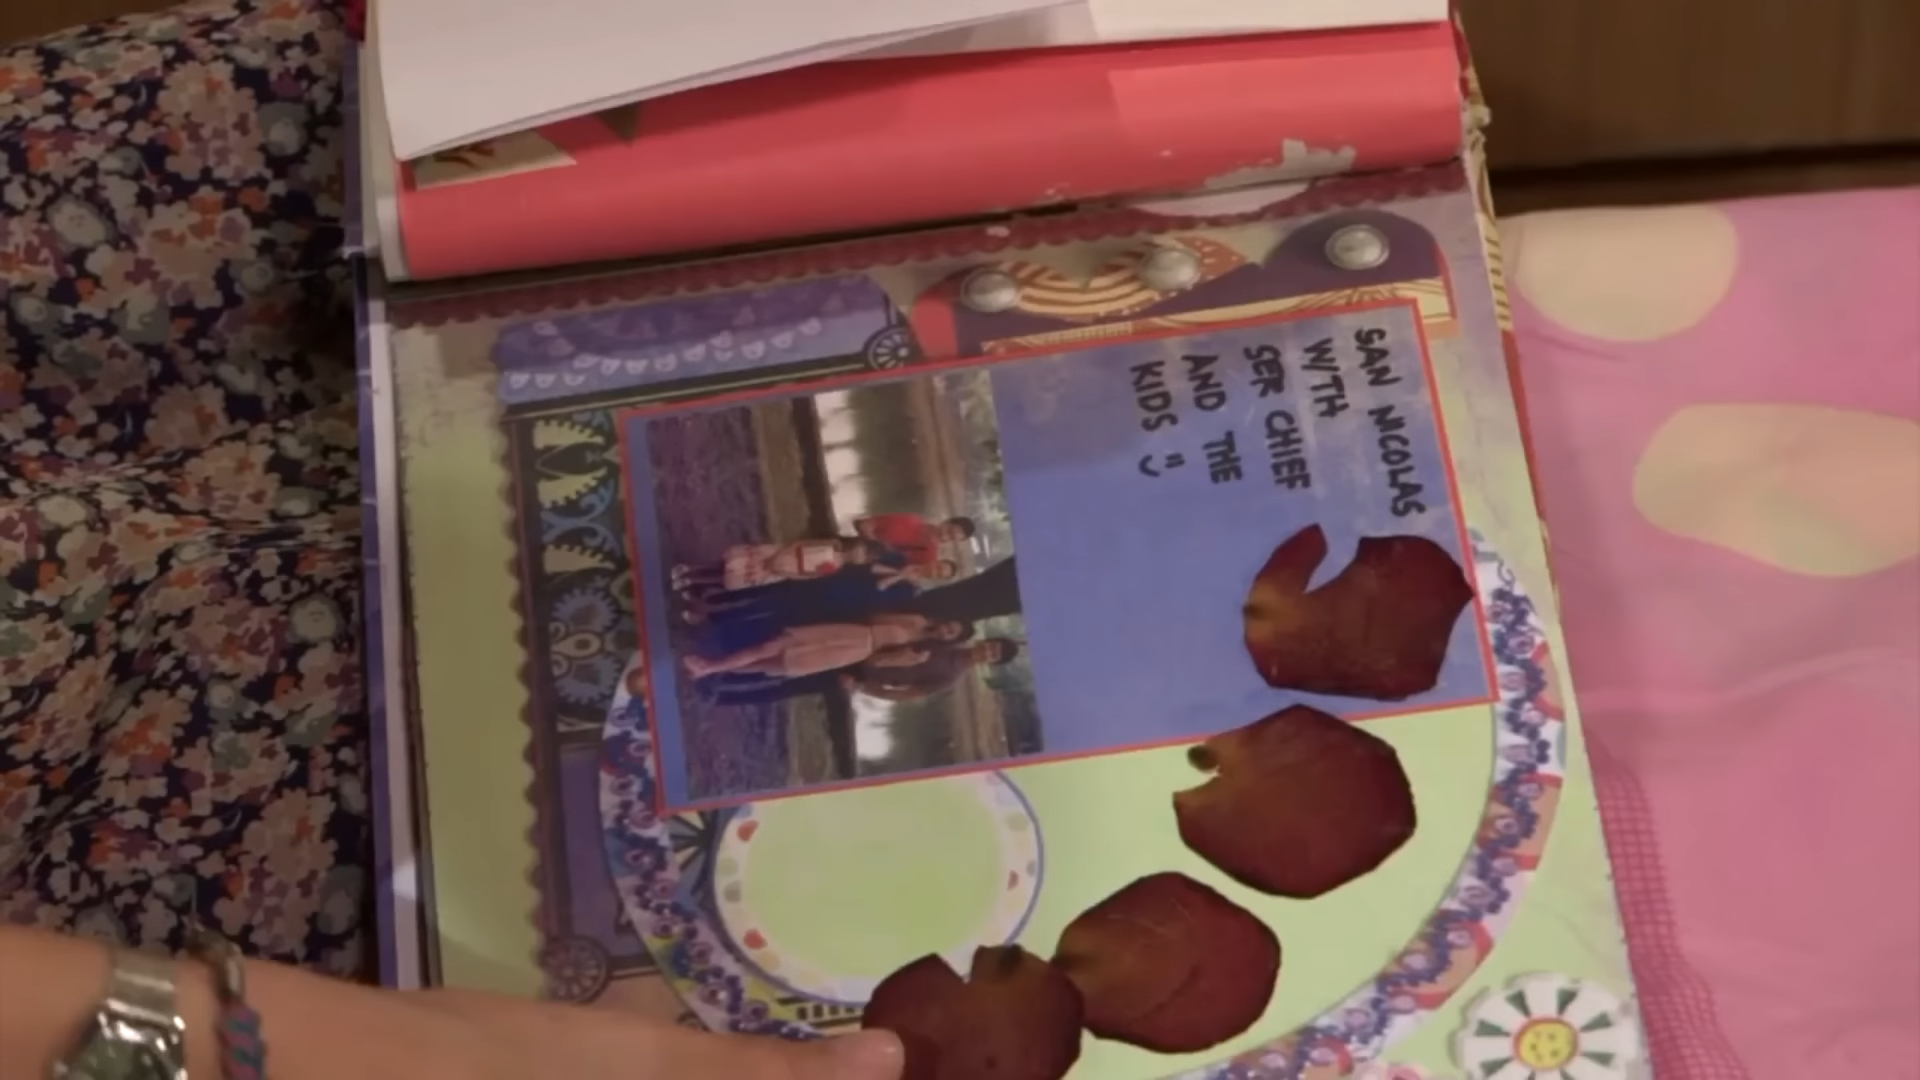 SAN NICOLAS
W/TH
SER CHIEF
AND THE
KIDS